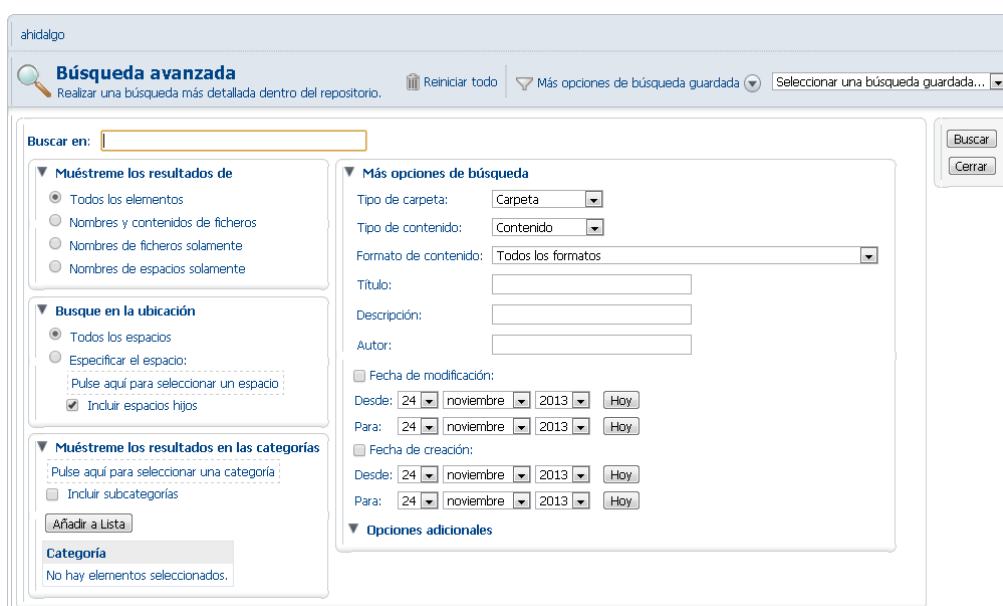 ahidalgo
Búsqueda avanzada
Realizar una búsqueda más detallada dentro del repositorio.
Reiniciar todo
Más opciones de búsqueda guardada
Seleccionar una búsqueda guardada...
Buscar en:
Buscar
Cerrar
Muéstreme los resultados de
Todos los elementos
Nombres y contenidos de ficheros
Nombres de ficheros solamente
Nombres de espacios solamente
Busque en la ubicación
Todos los espacios
Especificar el espacio:
Pulse aquí para seleccionar un espacio
Incluir espacios hijos
Muéstreme los resultados en las categorías
Pulse aquí para seleccionar una categoría
Incluir subcategorías
Añadir a Lista
Categoría
No hay elementos seleccionados.
Más opciones de búsqueda
Tipo de carpeta: Carpeta
Tipo de contenido: Contenido
Formato de contenido: Todos los formatos
Título:
Descripción:
Autor:
Fecha de modificación:
Desde: 24 noviembre 2013 Hoy
Para: 24 noviembre 2013 Hoy
Fecha de creación:
Desde: 24 noviembre 2013 Hoy
Para: 24 noviembre 2013 Hoy
Opciones adicionales